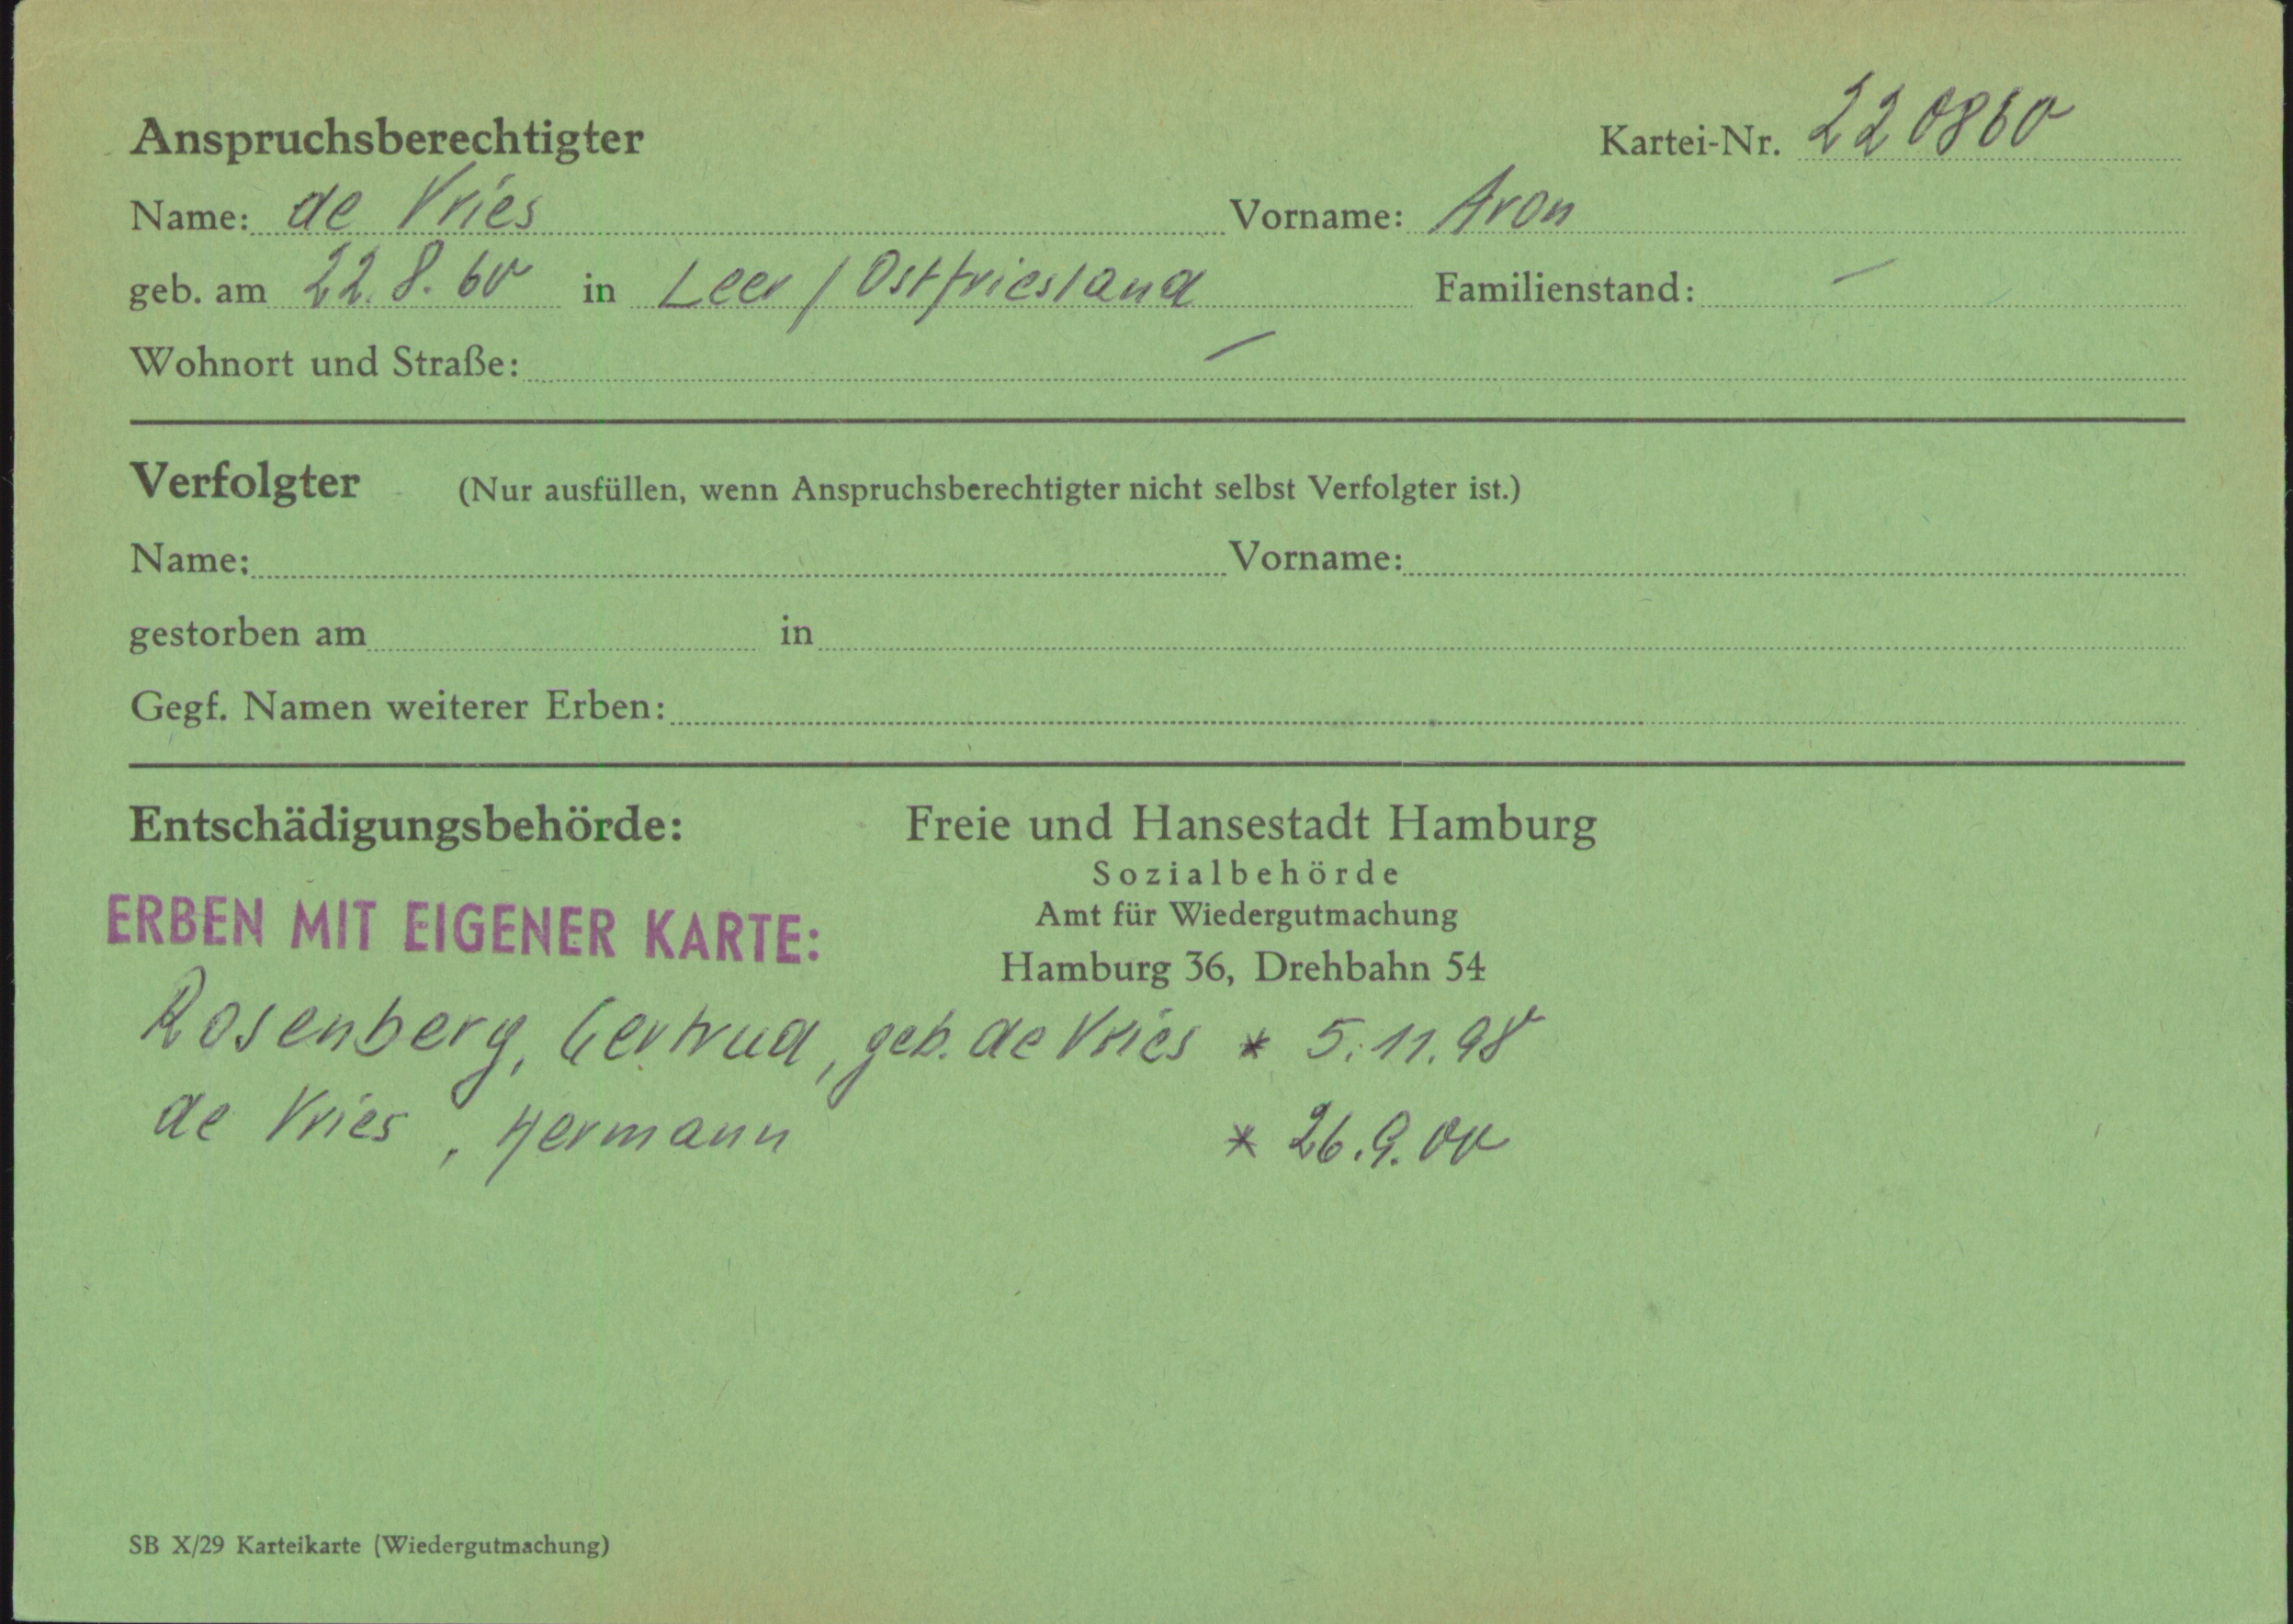 Anspruchsberechtigter Kartei-Nr. 220860
Name: de Vries Vorname: Aron
geb. am 22.8.60 in Leer / Ostfriesland Familienstand: –
Wohnort und Straße: –
Verfolgter (Nur ausfüllen, wenn Anspruchsberechtigter nicht selbst Verfolgter ist.)
Name: Vorname:
gestorben am in
Gegf. Namen weiterer Erben:
Entschädigungsbehörde: Freie und Hansestadt Hamburg
Sozialbehörde
Amt für Wiedergutmachung
Hamburg 36, Drehbahn 54
ERBEN MIT EIGENER KARTE:
Rosenberg, Gertrud, geb. de Vries * 5.11.98
de Vries, Hermann * 26.9.00
SB X/29 Karteikarte (Wiedergutmachung)